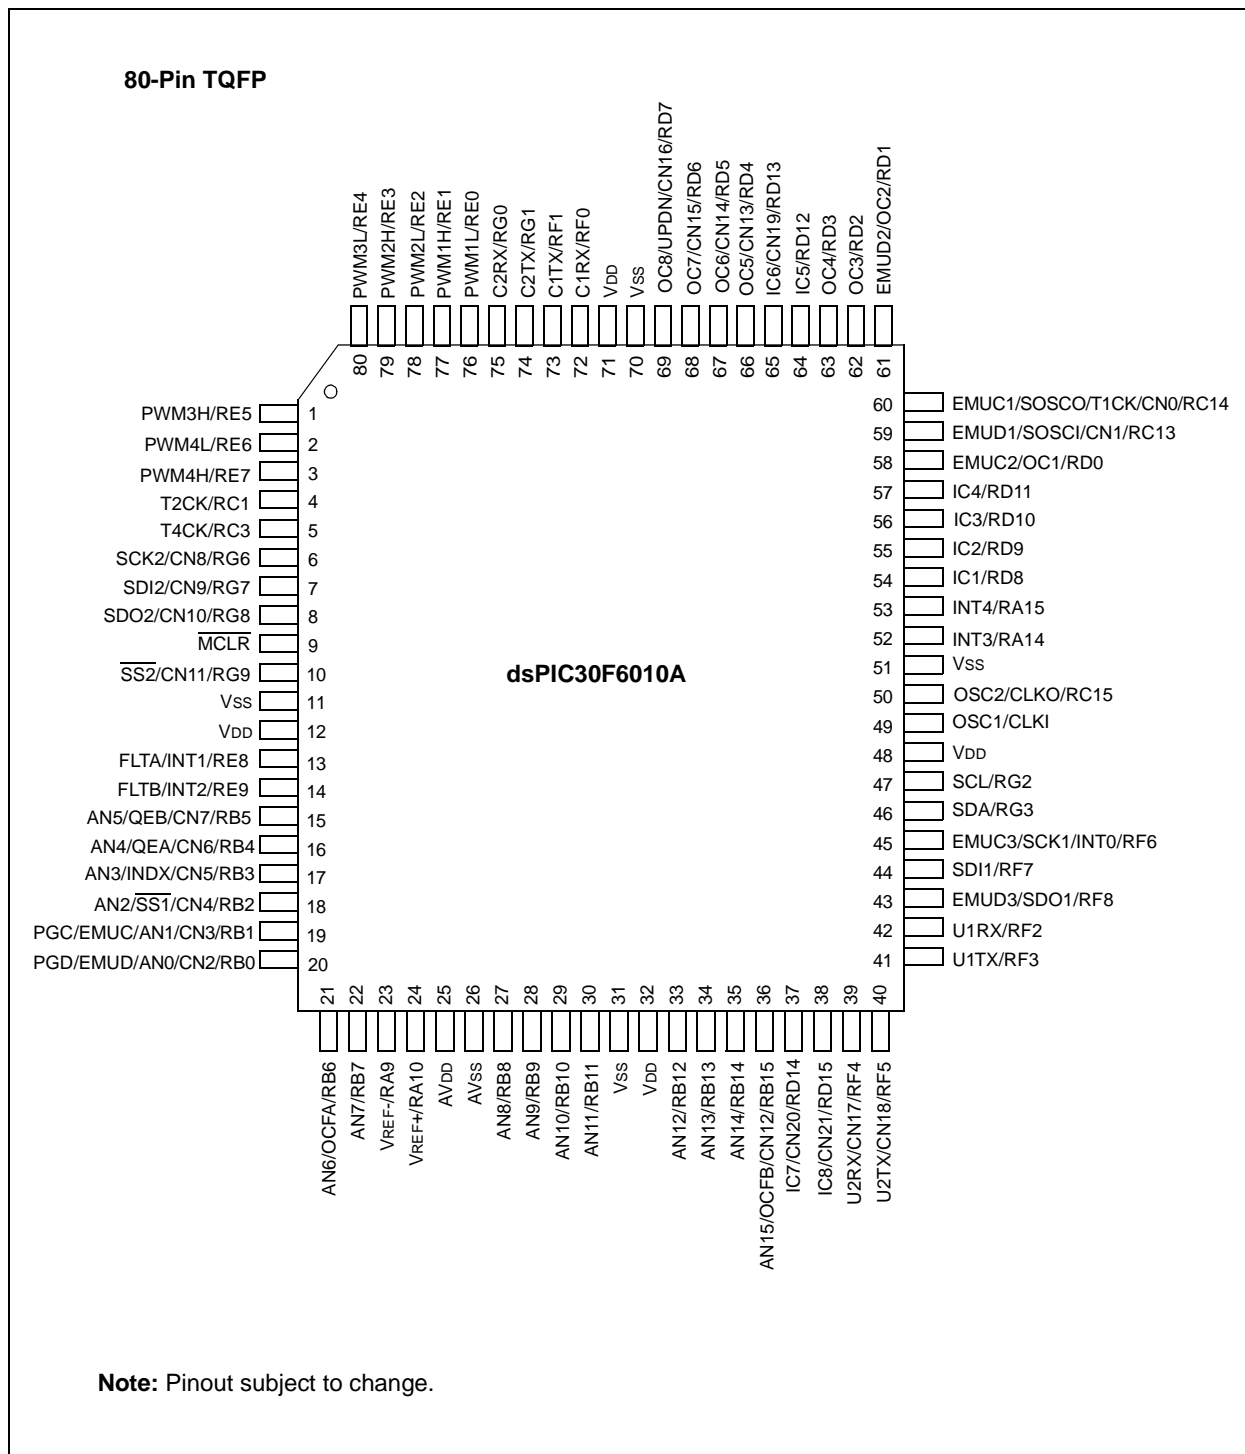 80-Pin TQFP
PWM3L/RE4
PWM2H/RE3
PWM2L/RE2
PWM1H/RE1
PWM1L/RE0
C2RX/RG0
C2TX/RG1
C1TX/RF1
C1RX/RF0
VDD
VSS
OC8/UPDN/CN16/RD7
OC7/CN15/RD6
OC6/CN14/RD5
OC5/CN13/RD4
IC6/CN19/RD13
IC5/RD12
OC4/RD3
OC3/RD2
EMUD2/OC2/RD1
80 79 78 77 76 75 74 73 72 71 70 69 68 67 66 65 64 63 62 61
PWM3H/RE5 1
PWM4L/RE6 2
PWM4H/RE7 3
T2CK/RC1 4
T4CK/RC3 5
SCK2/CN8/RG6 6
SDI2/CN9/RG7 7
SDO2/CN10/RG8 8
MCLR 9
SS2/CN11/RG9 10
VSS 11
VDD 12
FLTA/INT1/RE8 13
FLTB/INT2/RE9 14
AN5/QEB/CN7/RB5 15
AN4/QEA/CN6/RB4 16
AN3/INDX/CN5/RB3 17
AN2/SS1/CN4/RB2 18
PGC/EMUC/AN1/CN3/RB1 19
PGD/EMUD/AN0/CN2/RB0 20
dsPIC30F6010A
60 EMUC1/SOSCO/T1CK/CN0/RC14
59 EMUD1/SOSCI/CN1/RC13
58 EMUC2/OC1/RD0
57 IC4/RD11
56 IC3/RD10
55 IC2/RD9
54 IC1/RD8
53 INT4/RA15
52 INT3/RA14
51 VSS
50 OSC2/CLKO/RC15
49 OSC1/CLKI
48 VDD
47 SCL/RG2
46 SDA/RG3
45 EMUC3/SCK1/INT0/RF6
44 SDI1/RF7
43 EMUD3/SDO1/RF8
42 U1RX/RF2
41 U1TX/RF3
21 22 23 24 25 26 27 28 29 30 31 32 33 34 35 36 37 38 39 40
AN6/OCFA/RB6
AN7/RB7
VREF-/RA9
VREF+/RA10
AVDD
AVSS
AN8/RB8
AN9/RB9
AN10/RB10
AN11/RB11
VSS
VDD
AN12/RB12
AN13/RB13
AN14/RB14
AN15/OCFB/CN12/RB15
IC7/CN20/RD14
IC8/CN21/RD15
U2RX/CN17/RF4
U2TX/CN18/RF5
Note: Pinout subject to change.